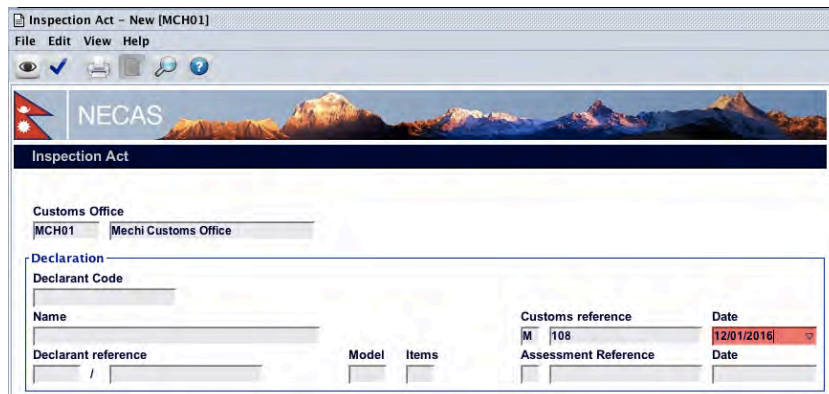 Inspection Act – New [MCH01]
File Edit View Help
NECAS
Inspection Act
Customs Office
MCH01 Mechi Customs Office
Declaration
Declarant Code
Name Customs reference Date
M 108 12/01/2016
Declarant reference Model Items Assessment Reference Date
/